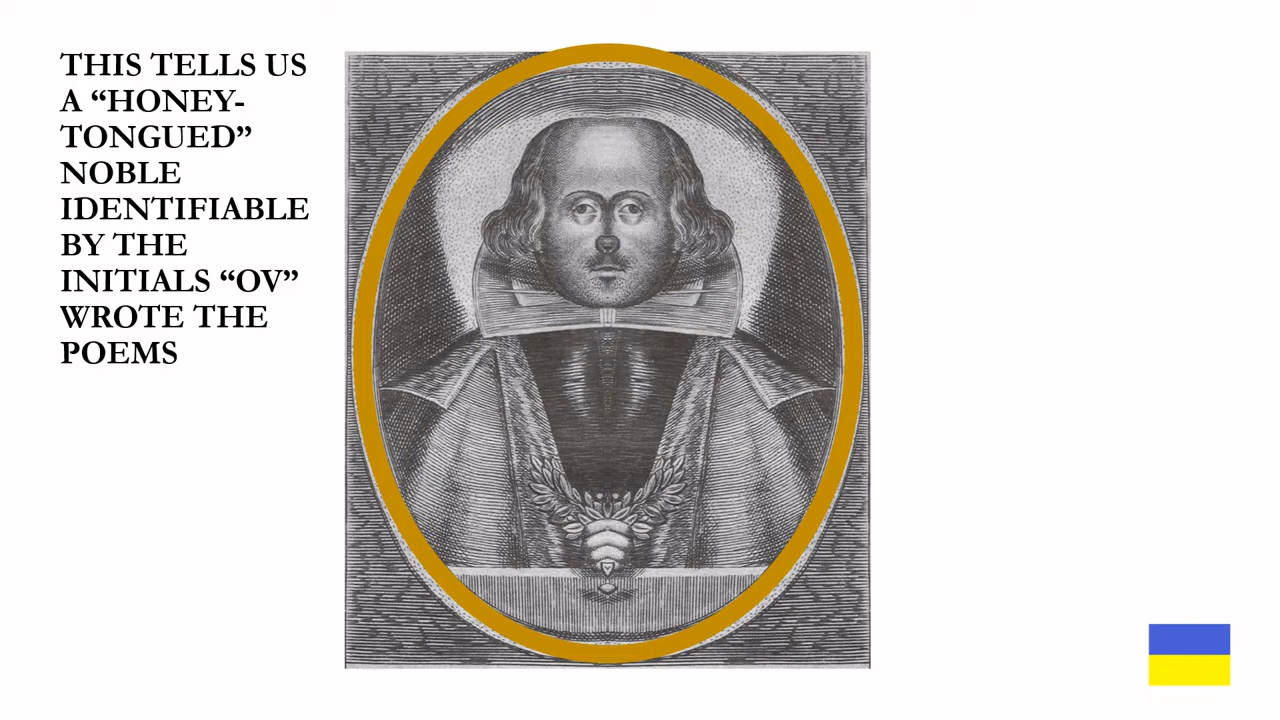 THIS TELLS US
A “HONEY-
TONGUED”
NOBLE
IDENTIFIABLE
BY THE
INITIALS “OV”
WROTE THE
POEMS